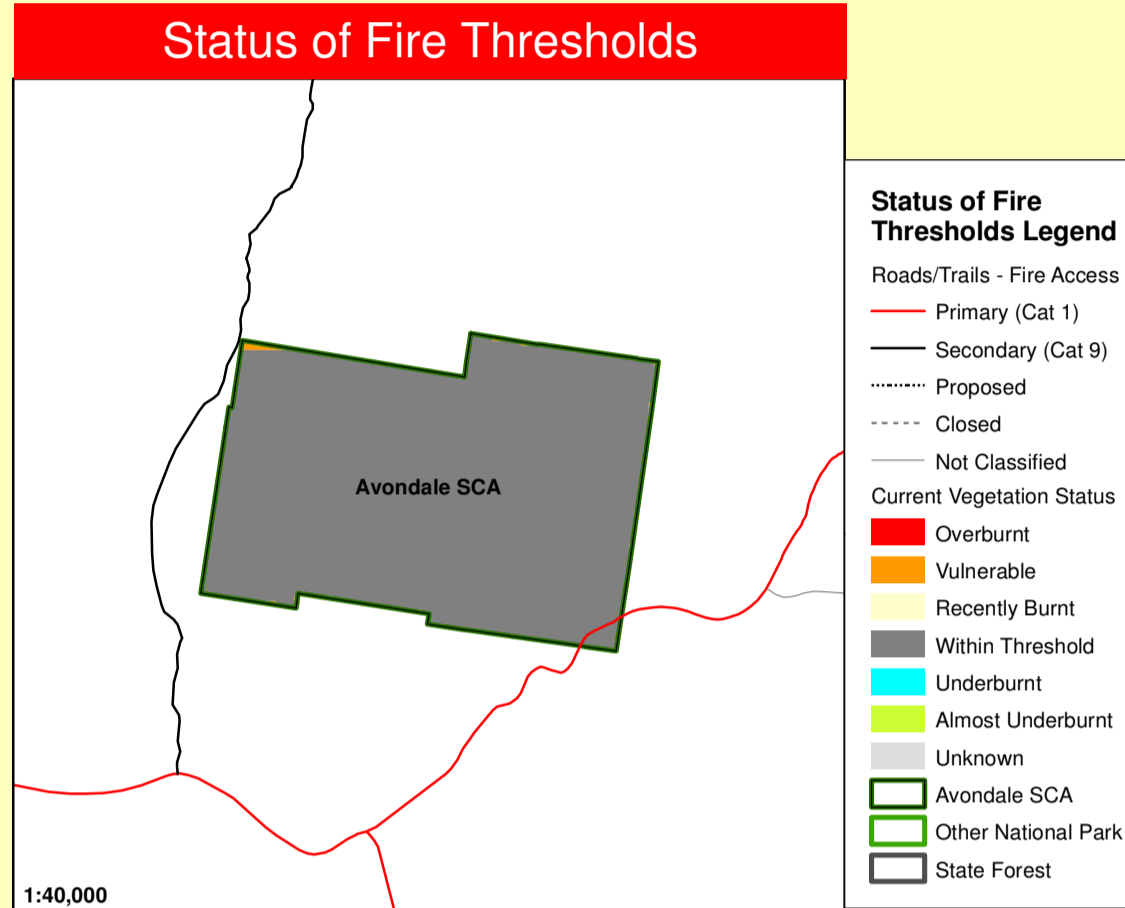 Status of Fire Thresholds
Avondale SCA
1:40,000
Status of Fire
Thresholds Legend
Roads/Trails - Fire Access
Primary (Cat 1)
Secondary (Cat 9)
Proposed
Closed
Not Classified
Current Vegetation Status
Overburnt
Vulnerable
Recently Burnt
Within Threshold
Underburnt
Almost Underburnt
Unknown
Avondale SCA
Other National Park
State Forest